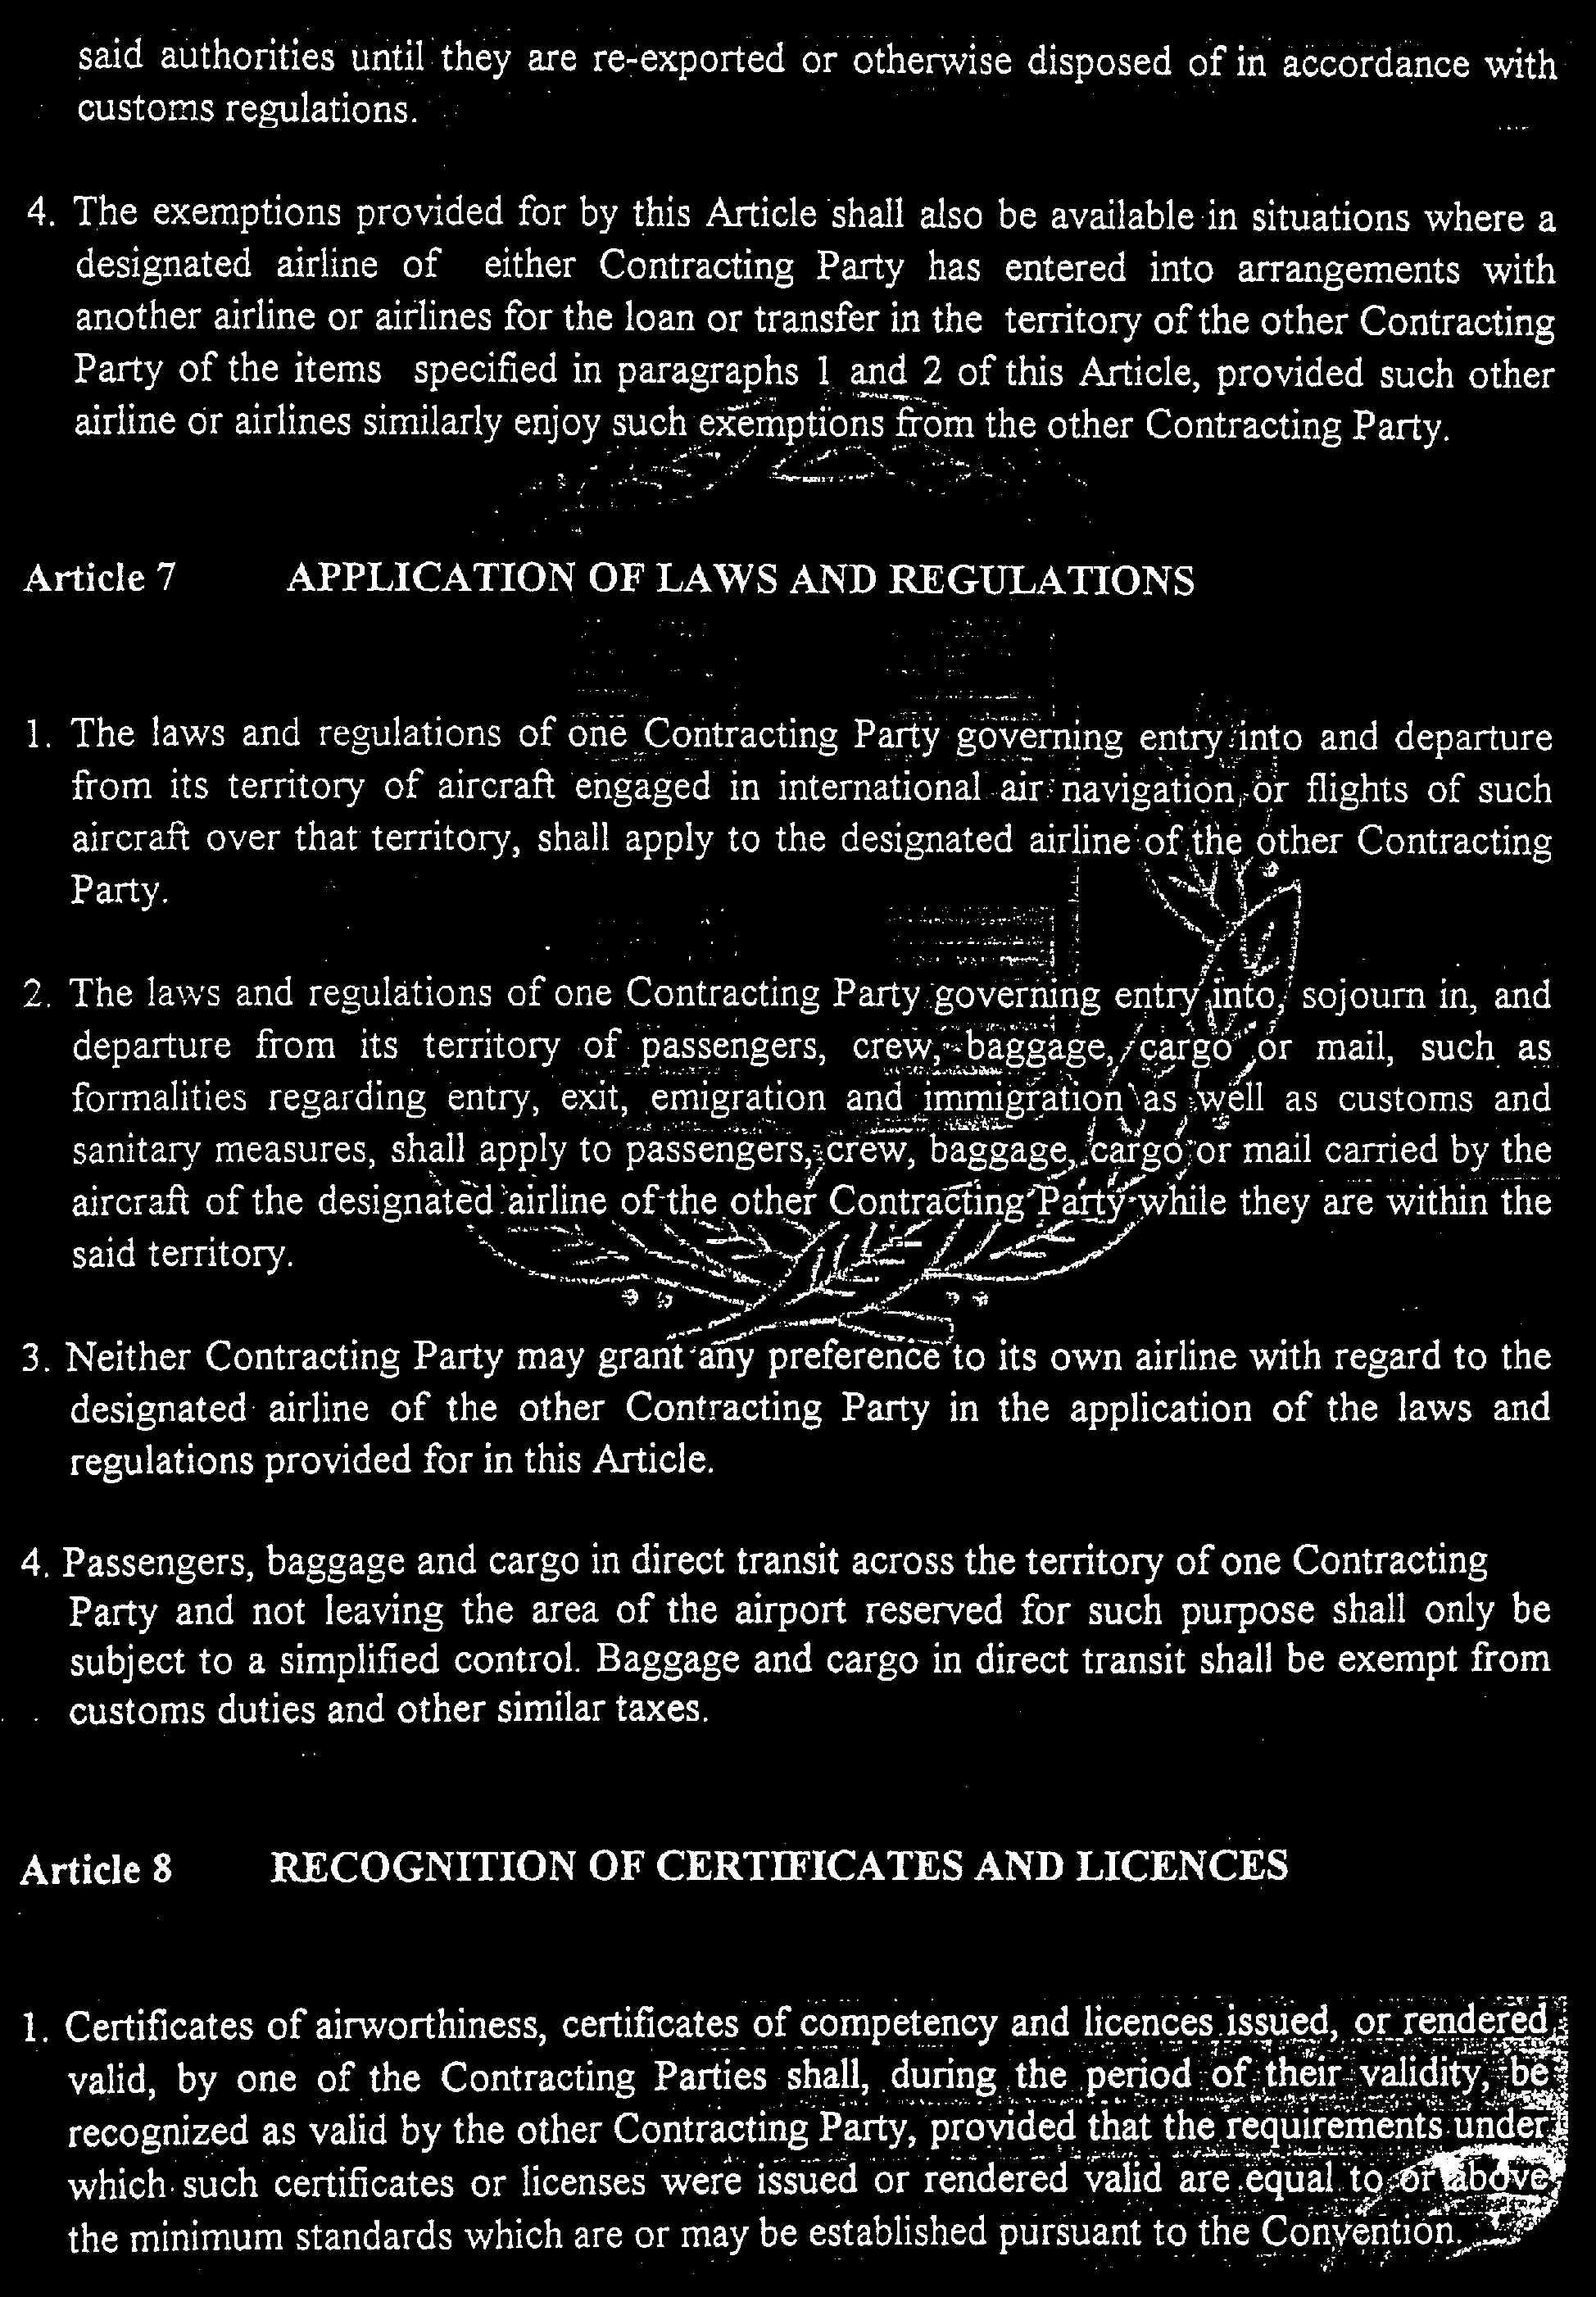 said authorities until they are re-exported or otherwise disposed of in accordance with
customs regulations.
4. The exemptions provided for by this Article shall also be available in situations where a
designated airline of either Contracting Party has entered into arrangements with
another airline or airlines for the loan or transfer in the territory of the other Contracting
Party of the items specified in paragraphs 1 and 2 of this Article, provided such other
airline or airlines similarly enjoy such exemptions from the other Contracting Party.
Article 7 APPLICATION OF LAWS AND REGULATIONS
1. The laws and regulations of one Contracting Party governing entry into and departure
from its territory of aircraft engaged in international air navigation, or flights of such
aircraft over that territory, shall apply to the designated airline of the other Contracting
Party.
2. The laws and regulations of one Contracting Party governing entry into, sojourn in, and
departure from its territory of passengers, crew, baggage, cargo or mail, such as
formalities regarding entry, exit, emigration and immigration as well as customs and
sanitary measures, shall apply to passengers, crew, baggage, cargo or mail carried by the
aircraft of the designated airline of the other Contracting Party while they are within the
said territory.
3. Neither Contracting Party may grant any preference to its own airline with regard to the
designated airline of the other Contracting Party in the application of the laws and
regulations provided for in this Article.
4. Passengers, baggage and cargo in direct transit across the territory of one Contracting
Party and not leaving the area of the airport reserved for such purpose shall only be
subject to a simplified control. Baggage and cargo in direct transit shall be exempt from
customs duties and other similar taxes.
Article 8 RECOGNITION OF CERTIFICATES AND LICENCES
1. Certificates of airworthiness, certificates of competency and licences issued, or rendered
valid, by one of the Contracting Parties shall, during the period of their validity, be
recognized as valid by the other Contracting Party, provided that the requirements under
which such certificates or licenses were issued or rendered valid are equal to or above
the minimum standards which are or may be established pursuant to the Convention.